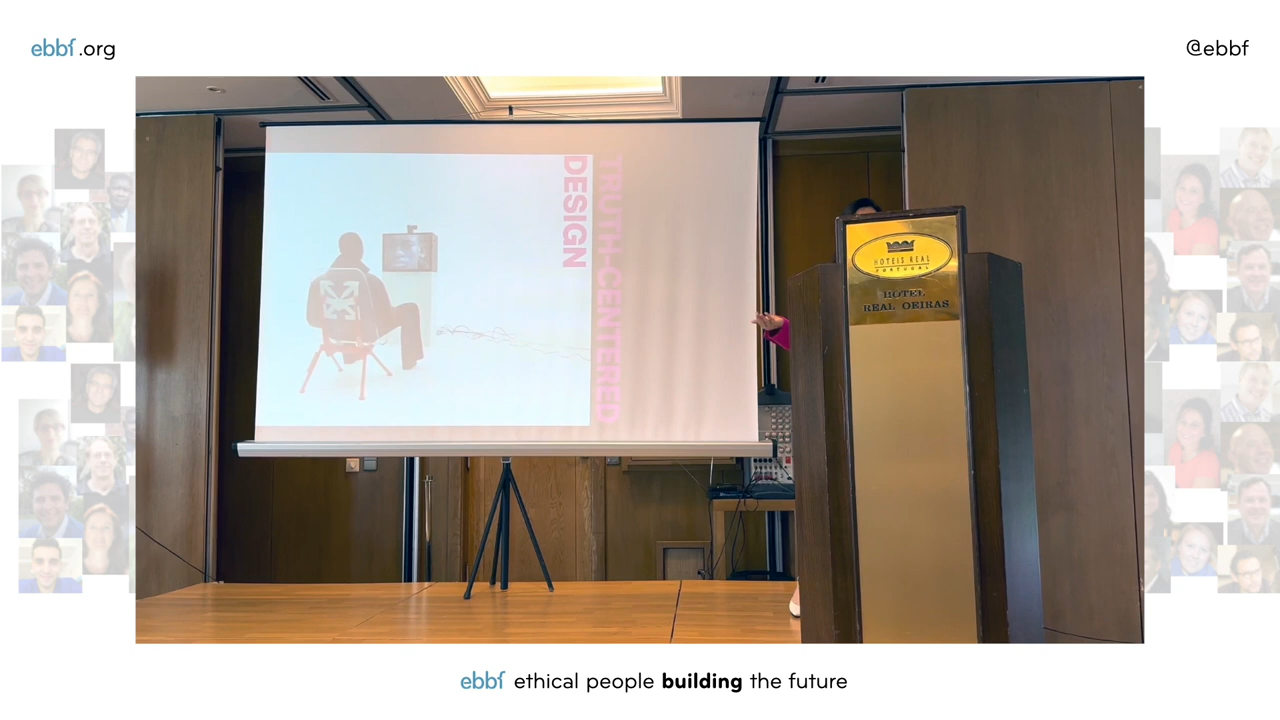 ebbf.org
@ebbf
DESIGN
TRUTH-CENTERED
HOTEIS REAL
PORTUGAL
HOTEL
REAL OEIRAS
ebbf ethical people building the future